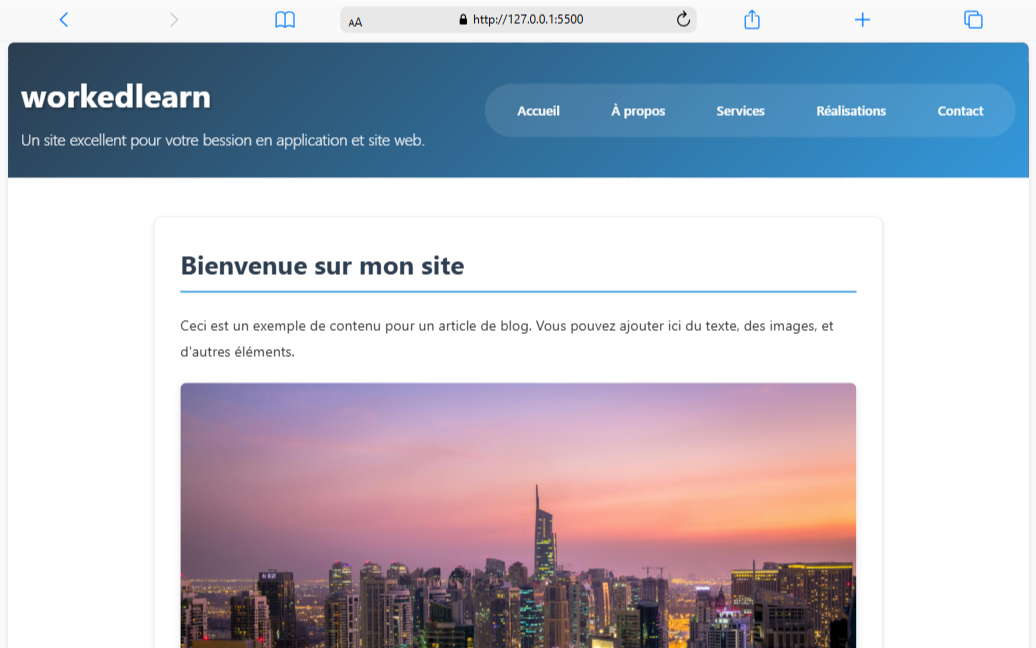 AA
http://127.0.0.1:5500
workedlearn
Un site excellent pour votre bession en application et site web.
Accueil
À propos
Services
Réalisations
Contact
Bienvenue sur mon site
Ceci est un exemple de contenu pour un article de blog. Vous pouvez ajouter ici du texte, des images, et
d'autres éléments.